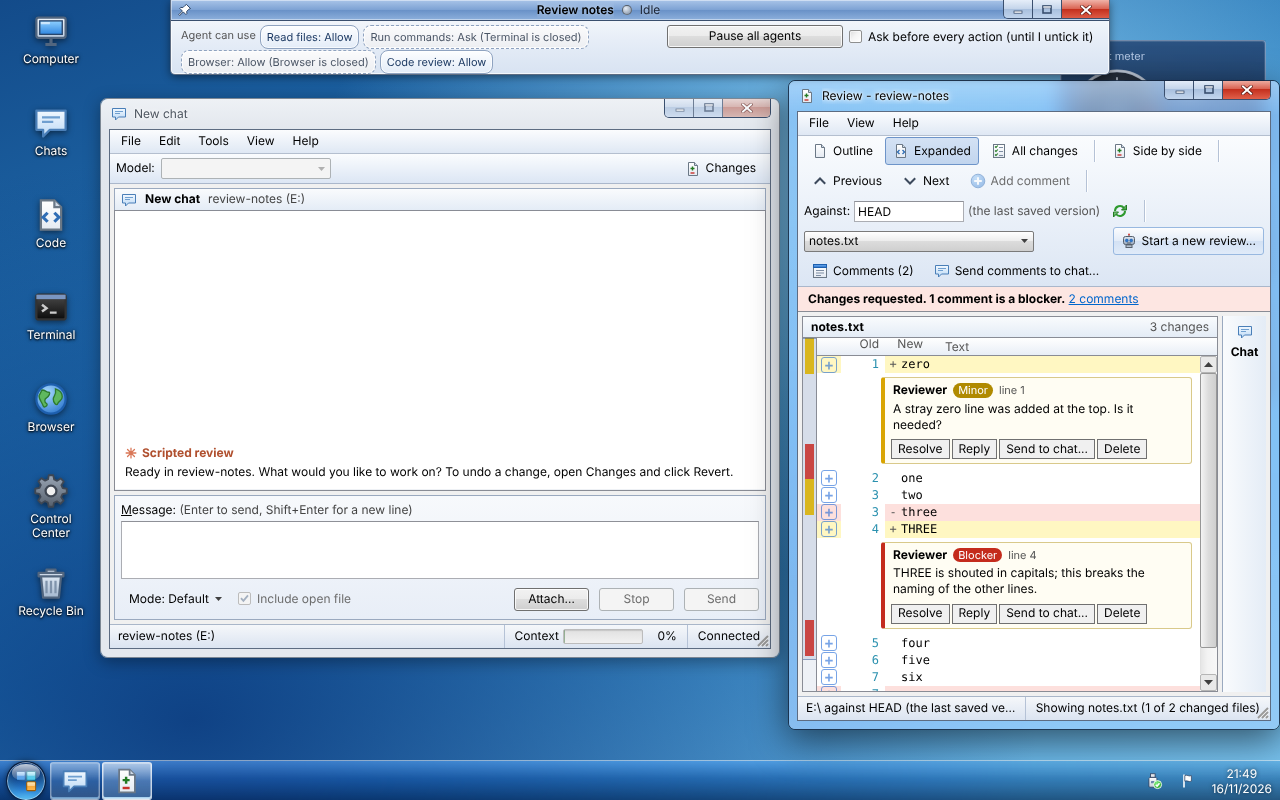 Review notes Idle
Agent can use Read files: Allow Run commands: Ask (Terminal is closed)
Browser: Allow (Browser is closed) Code review: Allow
Pause all agents Ask before every action (until I untick it)
meter
Computer
Chats
Code
Terminal
Browser
Control
Center
Recycle Bin
New chat
File Edit Tools View Help
Model: Changes
New chat review-notes (E:)
Scripted review
Ready in review-notes. What would you like to work on? To undo a change, open Changes and click Revert.
Message: (Enter to send, Shift+Enter for a new line)
Mode: Default Include open file Attach... Stop Send
review-notes (E:) Context 0% Connected
Review - review-notes
File View Help
Outline Expanded All changes Side by side
Previous Next Add comment
Against: HEAD (the last saved version)
notes.txt Start a new review...
Comments (2) Send comments to chat...
Changes requested. 1 comment is a blocker. 2 comments
notes.txt 3 changes
Chat
Old New Text
1 + zero
Reviewer Minor line 1
A stray zero line was added at the top. Is it
needed?
Resolve Reply Send to chat... Delete
2 one
3 two
3 - three
4 + THREE
Reviewer Blocker line 4
THREE is shouted in capitals; this breaks the
naming of the other lines.
Resolve Reply Send to chat... Delete
5 four
6 five
7 six
E:\ against HEAD (the last saved ve... Showing notes.txt (1 of 2 changed files)
21:49
16/11/2026